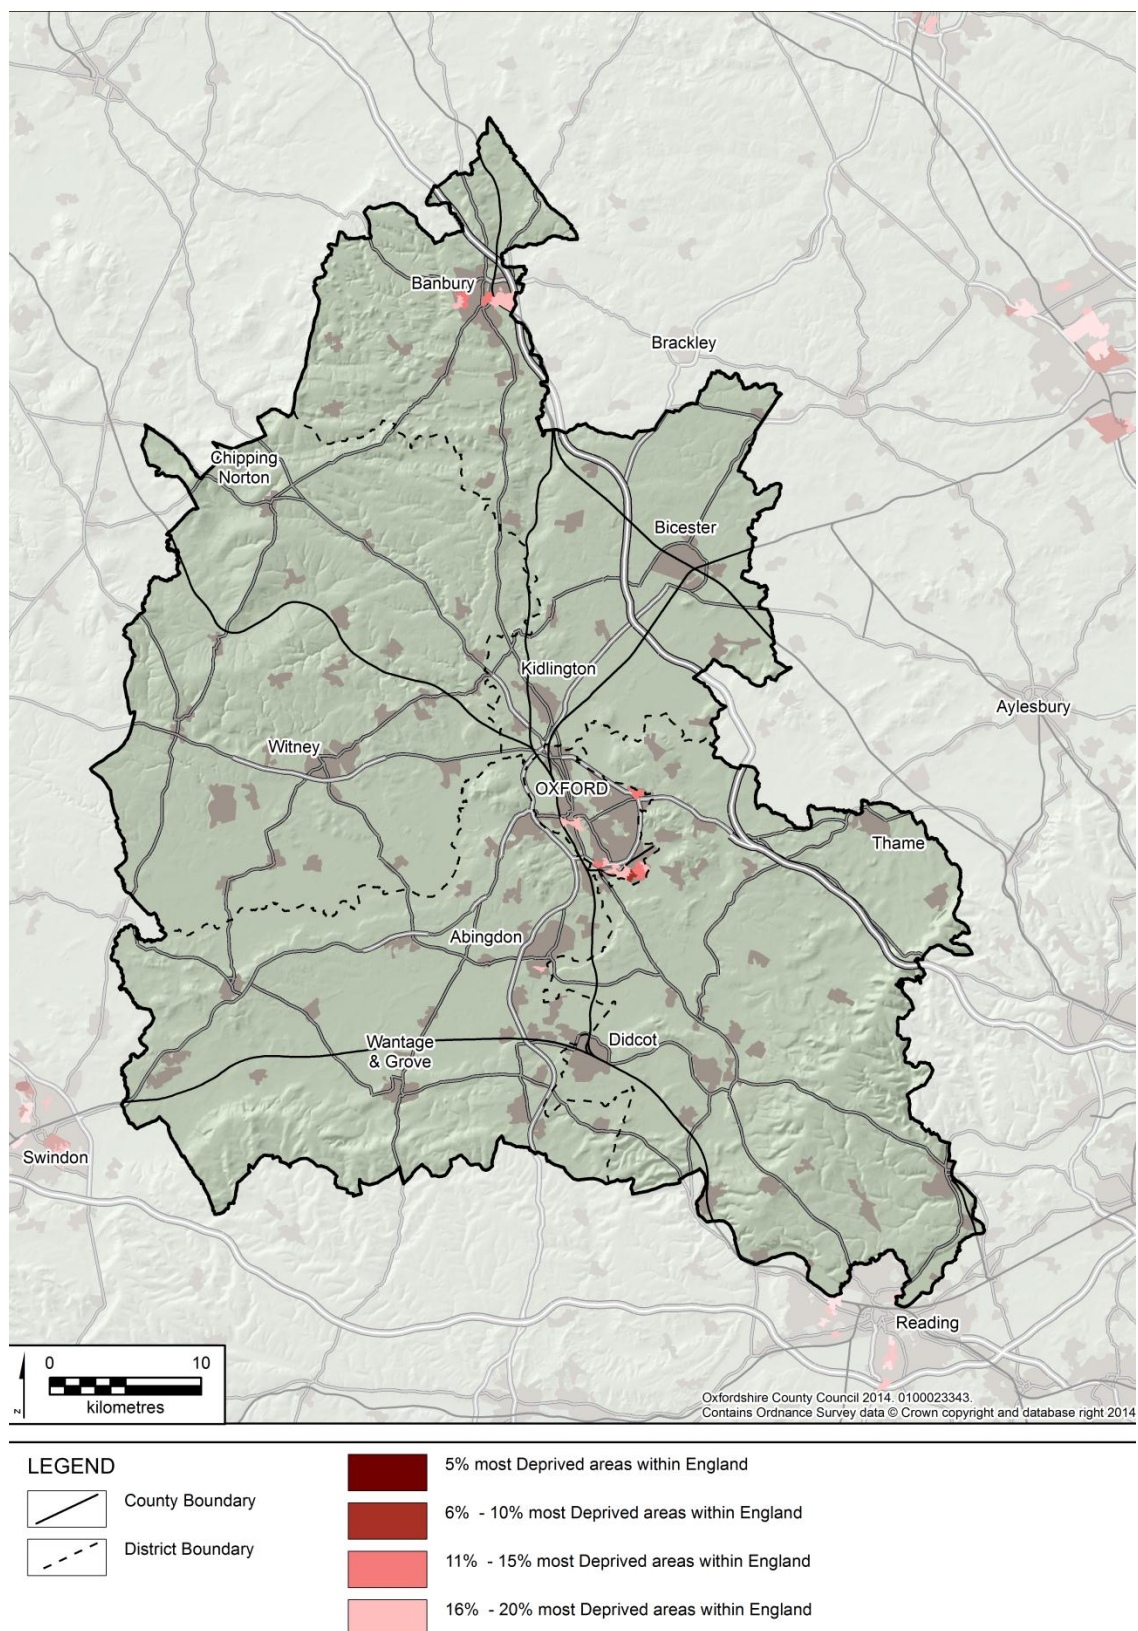 Banbury
Brackley
Chipping
Norton
Bicester
Kidlington
Aylesbury
Witney
OXFORD
Thame
Abingdon
Wantage
& Grove
Didcot
Swindon
Reading
0 10
kilometres
N
Oxfordshire County Council 2014. 0100023343.
Contains Ordnance Survey data © Crown copyright and database right 2014
LEGEND
County Boundary
District Boundary
5% most Deprived areas within England
6% - 10% most Deprived areas within England
11% - 15% most Deprived areas within England
16% - 20% most Deprived areas within England